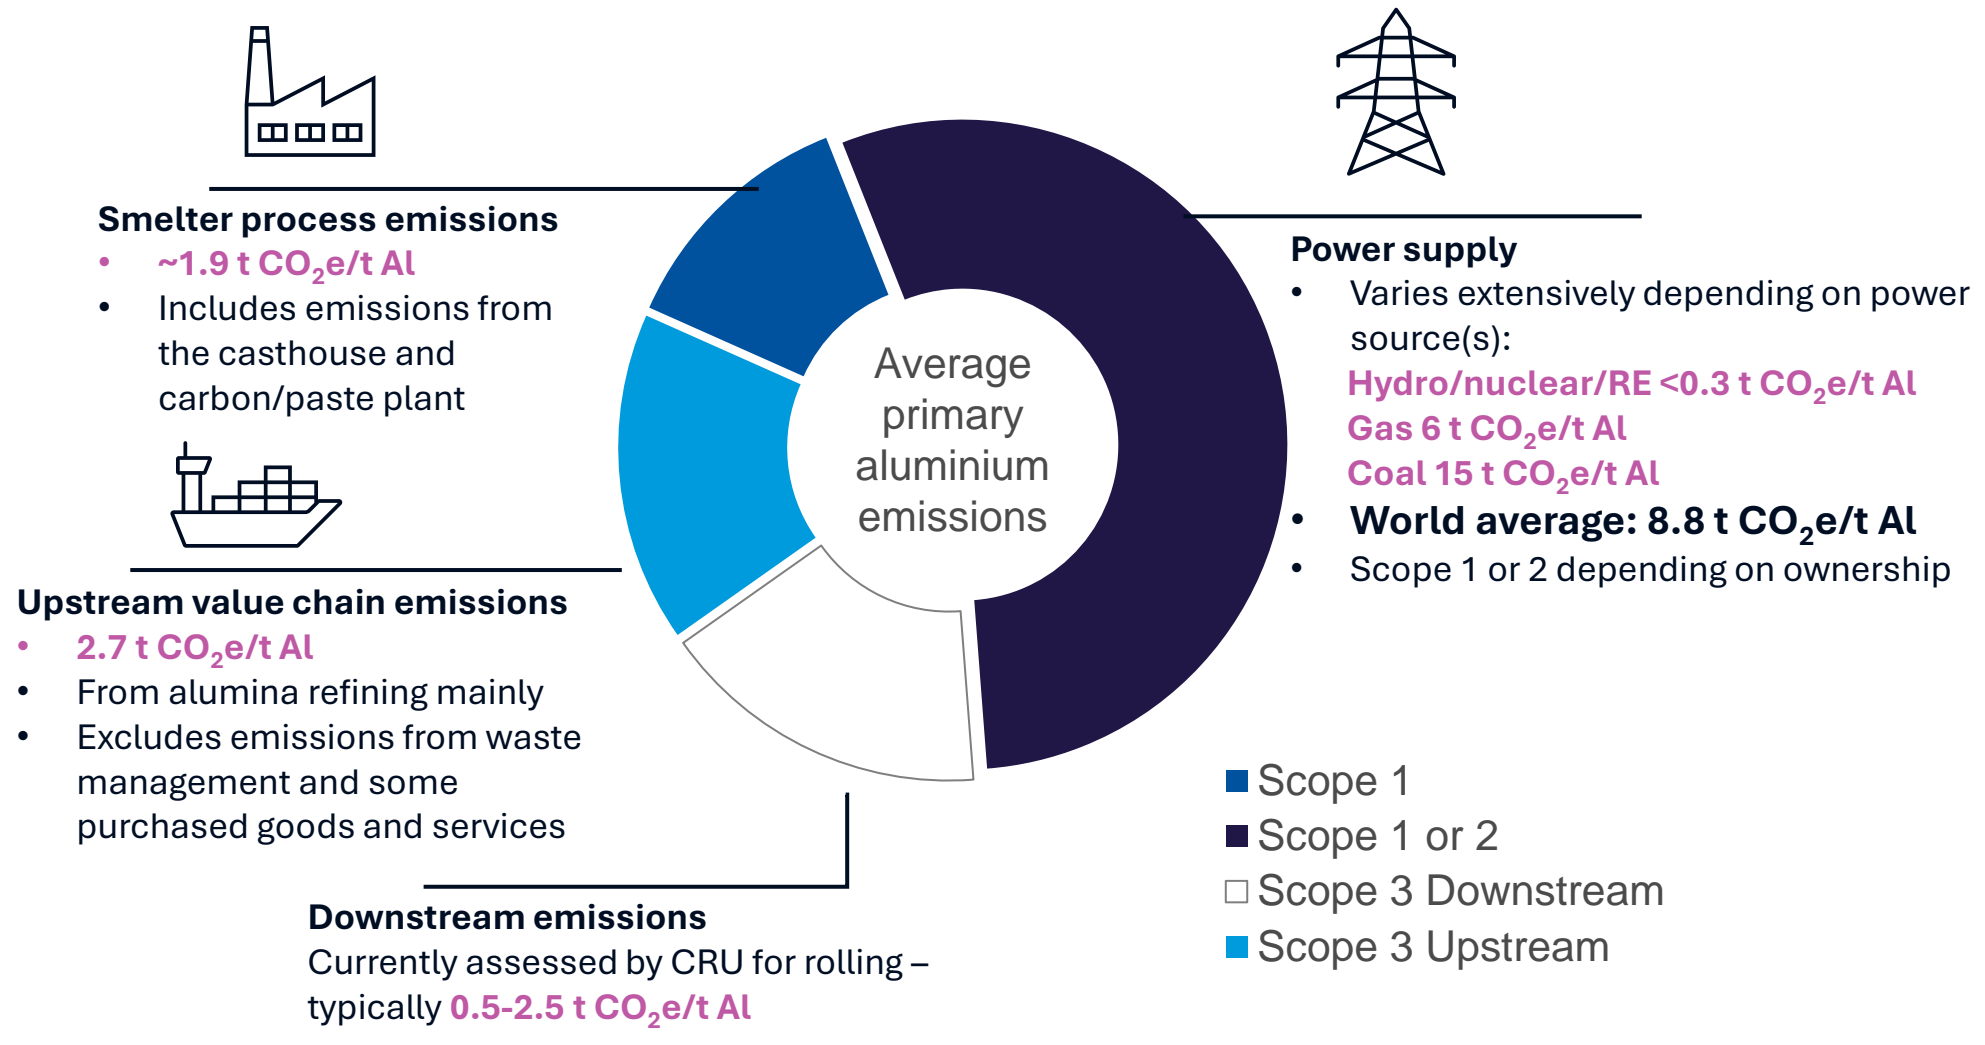 Smelter process emissions
• ~1.9 t CO₂e/t Al
• Includes emissions from
the casthouse and
carbon/paste plant
Upstream value chain emissions
• 2.7 t CO₂e/t Al
• From alumina refining mainly
• Excludes emissions from waste
management and some
purchased goods and services
Downstream emissions
Currently assessed by CRU for rolling –
typically 0.5-2.5 t CO₂e/t Al
Average
primary
aluminium
emissions
Power supply
• Varies extensively depending on power
source(s):
Hydro/nuclear/RE <0.3 t CO₂e/t Al
Gas 6 t CO₂e/t Al
Coal 15 t CO₂e/t Al
• World average: 8.8 t CO₂e/t Al
• Scope 1 or 2 depending on ownership
Scope 1
Scope 1 or 2
Scope 3 Downstream
Scope 3 Upstream